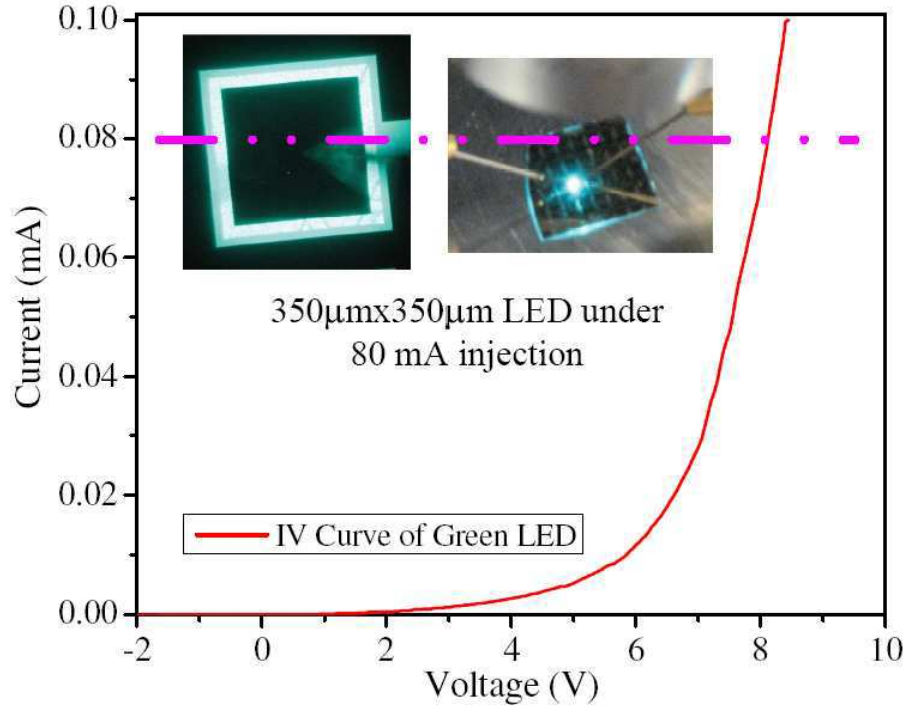 0.10
0.08
0.06
0.04
0.02
0.00
Current (mA)
350μmx350μm LED under
80 mA injection
IV Curve of Green LED
-2 0 2 4 6 8 10
Voltage (V)